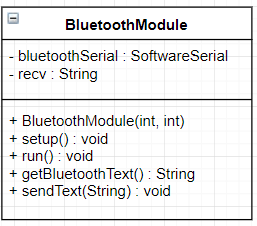 BluetoothModule
- bluetoothSerial : SoftwareSerial
- recv : String
+ BluetoothModule(int, int)
+ setup() : void
+ run() : void
+ getBluetoothText() : String
+ sendText(String) : void